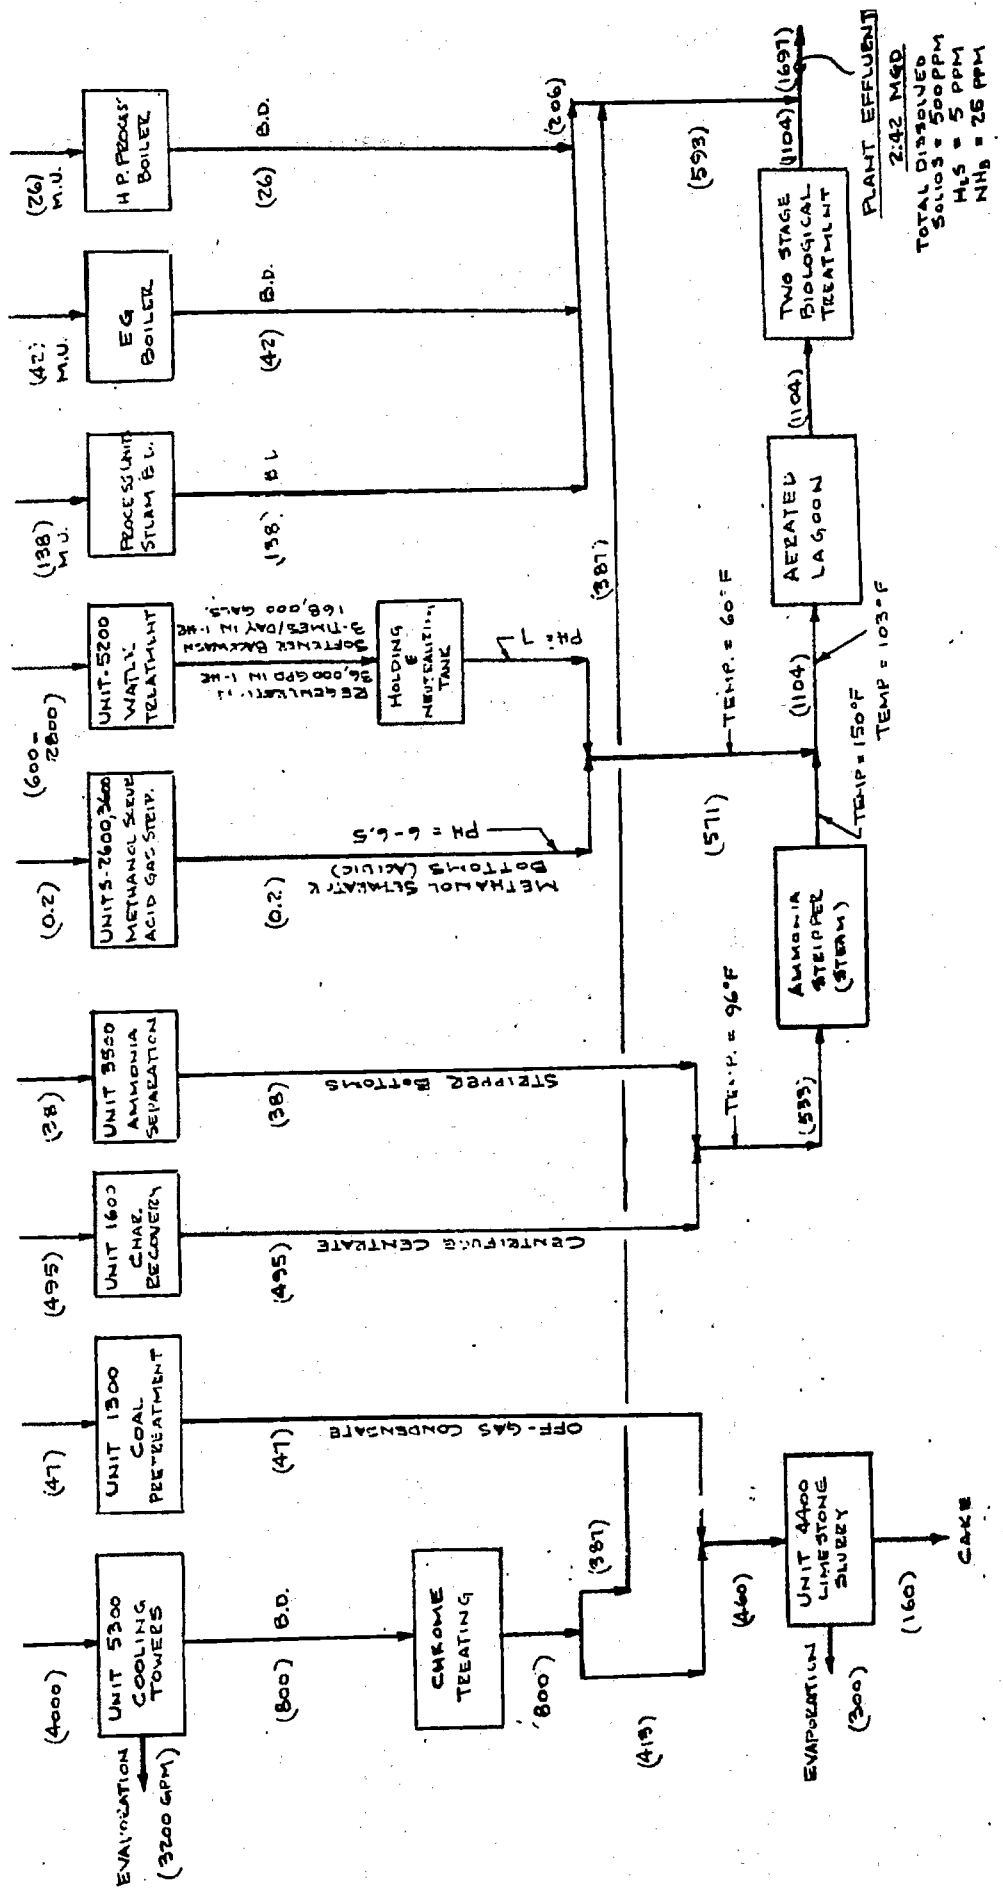 (4000)
(47)
(495)
(38)
(0.2)
(600-
2800)
(138)
M.U.
(42)
M.U.
(26)
M.U.
UNIT 5300
COOLING
TOWERS
UNIT 1300
COAL
PRETREATMENT
UNIT 1600
CHAR.
RECOVERY
UNIT 3500
AMMONIA
SEPARATION
UNITS-2600,3600
METHANOL SLEUE
ACID GAS STRIP.
UNIT-5200
WATER
TREATMENT
PROCESS UNITS
STEAM B L.
EG
BOILER
H P. PROCESS
BOILER
EVAPORATION
(3200 GPM)
(800) B.D.
(47)
OFF-GAS CONDENSATE
(495)
CENTRIFUGE CENTRATE
(38)
STRIPPER BOTTOMS
(0.2)
METHANOL SEPARATR
BOTTOMS (ACIDIC)
PH = 6-6.5
REGENERATION
36,000 GPD IN 1-HR
SOFTENER BACKWASH
3-TIMES/DAY IN 1-HR
168,000 GALS.
HOLDING
&
NEUTRALIZING
TANK
PH=7
(138) B L
(42) B.D.
(26) B.D.
CHROME
TREATING
(800)
(387)
(387)
(206)
(413)
(460)
TEMP. = 96°F
(571)
TEMP. = 60°F
(593)
(533)
EVAPORATION
(300)
UNIT 4400
LIMESTONE
SLURRY
(160)
CAKE
AMMONIA
STRIPPER
(STEAM)
TEMP = 150°F
(1104)
TEMP = 103°F
AERATED
LAGOON
(1104)
TWO STAGE
BIOLOGICAL
TREATMENT
(1104)
(1697)
PLANT EFFLUENT
2.42 MGD
TOTAL DISSOLVED
SOLIDS = 500 PPM
H2S = 5 PPM
NH3 = 25 PPM